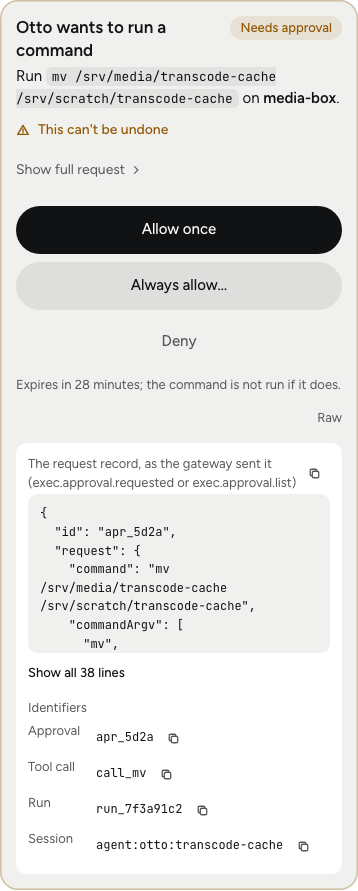 Otto wants to run a
command
Needs approval
Run mv /srv/media/transcode-cache
/srv/scratch/transcode-cache on media-box.
This can't be undone
Show full request
Allow once
Always allow...
Deny
Expires in 28 minutes; the command is not run if it does.
Raw
The request record, as the gateway sent it
(exec.approval.requested or exec.approval.list)
{
"id": "apr_5d2a",
"request": {
"command": "mv
/srv/media/transcode-cache
/srv/scratch/transcode-cache",
"commandArgv": [
"mv",
Show all 38 lines
Identifiers
Approval apr_5d2a
Tool call call_mv
Run run_7f3a91c2
Session agent:otto:transcode-cache